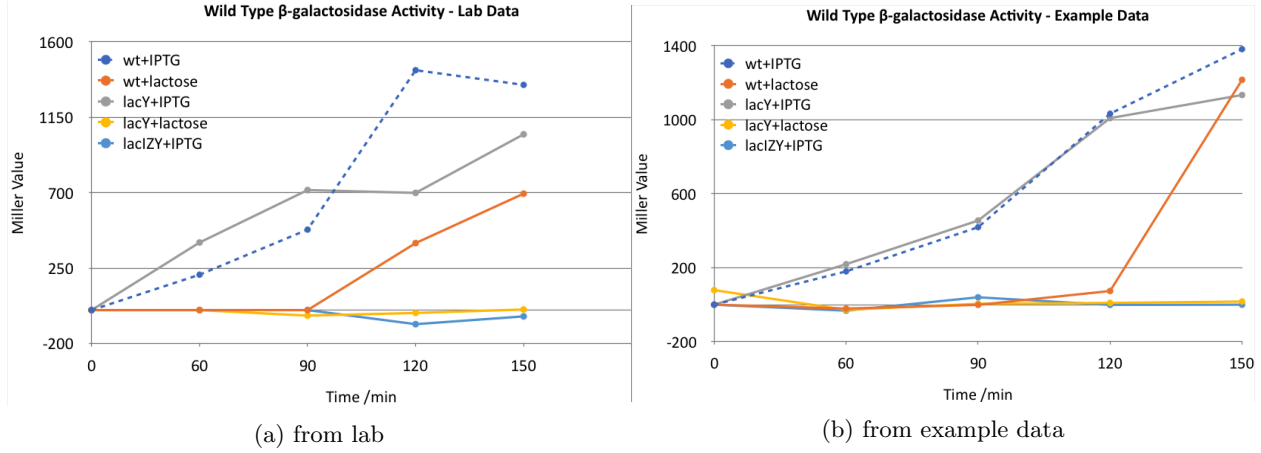 Wild Type β-galactosidase Activity - Lab Data
1600
1150
700
250
-200
Miller Value
wt+IPTG
wt+lactose
lacY+IPTG
lacY+lactose
lacIZY+IPTG
0 60 90 120 150
Time /min
(a) from lab
Wild Type β-galactosidase Activity - Example Data
1400
1000
600
200
-200
Miller Value
wt+IPTG
wt+lactose
lacY+IPTG
lacY+lactose
lacIZY+IPTG
0 60 90 120 150
Time /min
(b) from example data